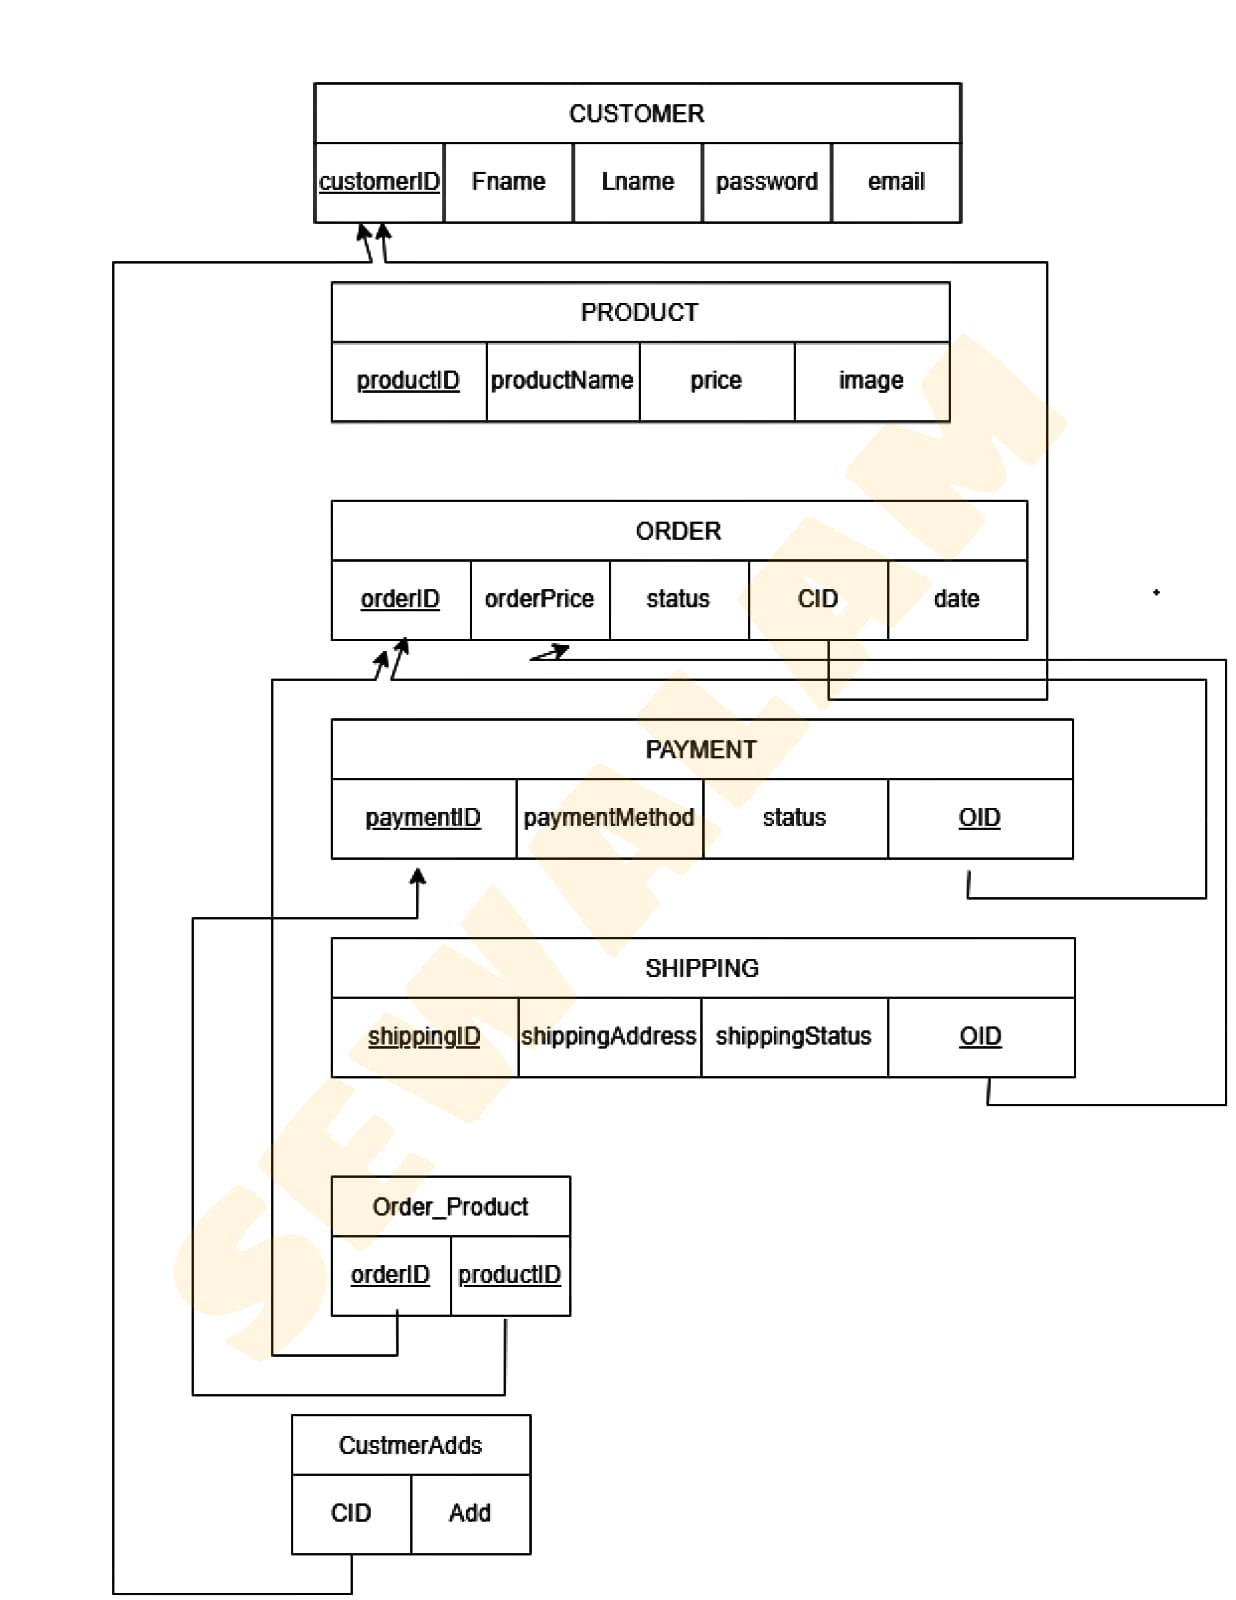 CUSTOMER
customerID Fname Lname password email
PRODUCT
productID productName price image
ORDER
orderID orderPrice status CID date
PAYMENT
paymentID paymentMethod status OID
SHIPPING
shippingID shippingAddress shippingStatus OID
Order_Product
orderID productID
CustmerAdds
CID Add
SEWALAM